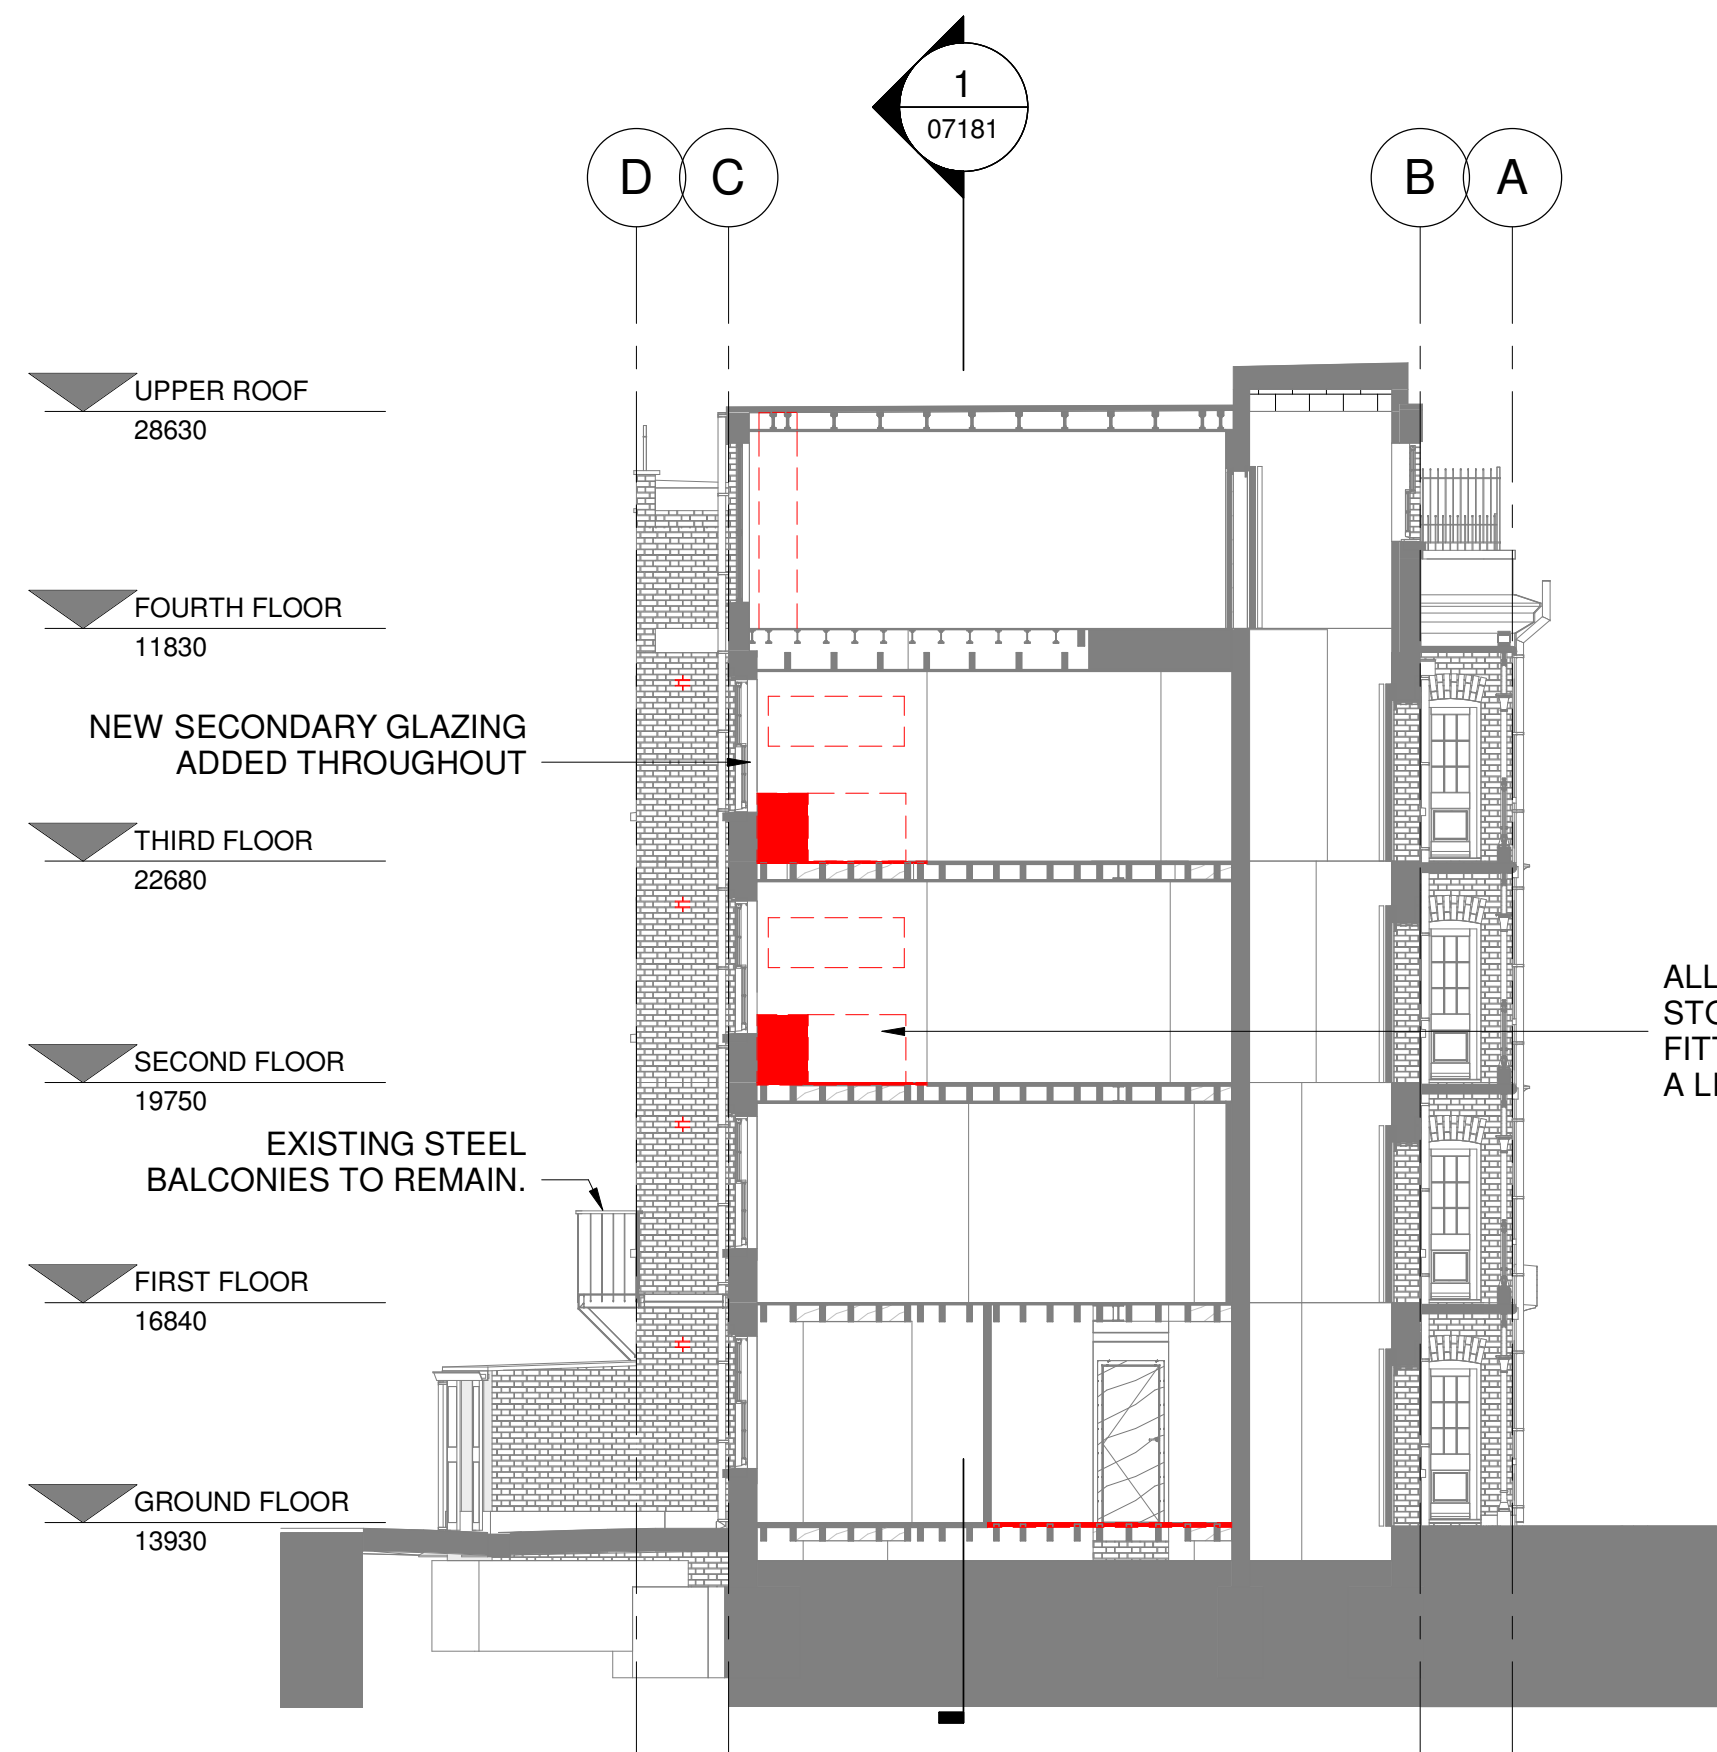 1
07181
D
C
B
A
UPPER ROOF
28630
FOURTH FLOOR
11830
NEW SECONDARY GLAZING
ADDED THROUGHOUT
THIRD FLOOR
22680
ALL
SECOND FLOOR
19750
EXISTING STEEL
BALCONIES TO REMAIN.
FIRST FLOOR
16840
GROUND FLOOR
13930